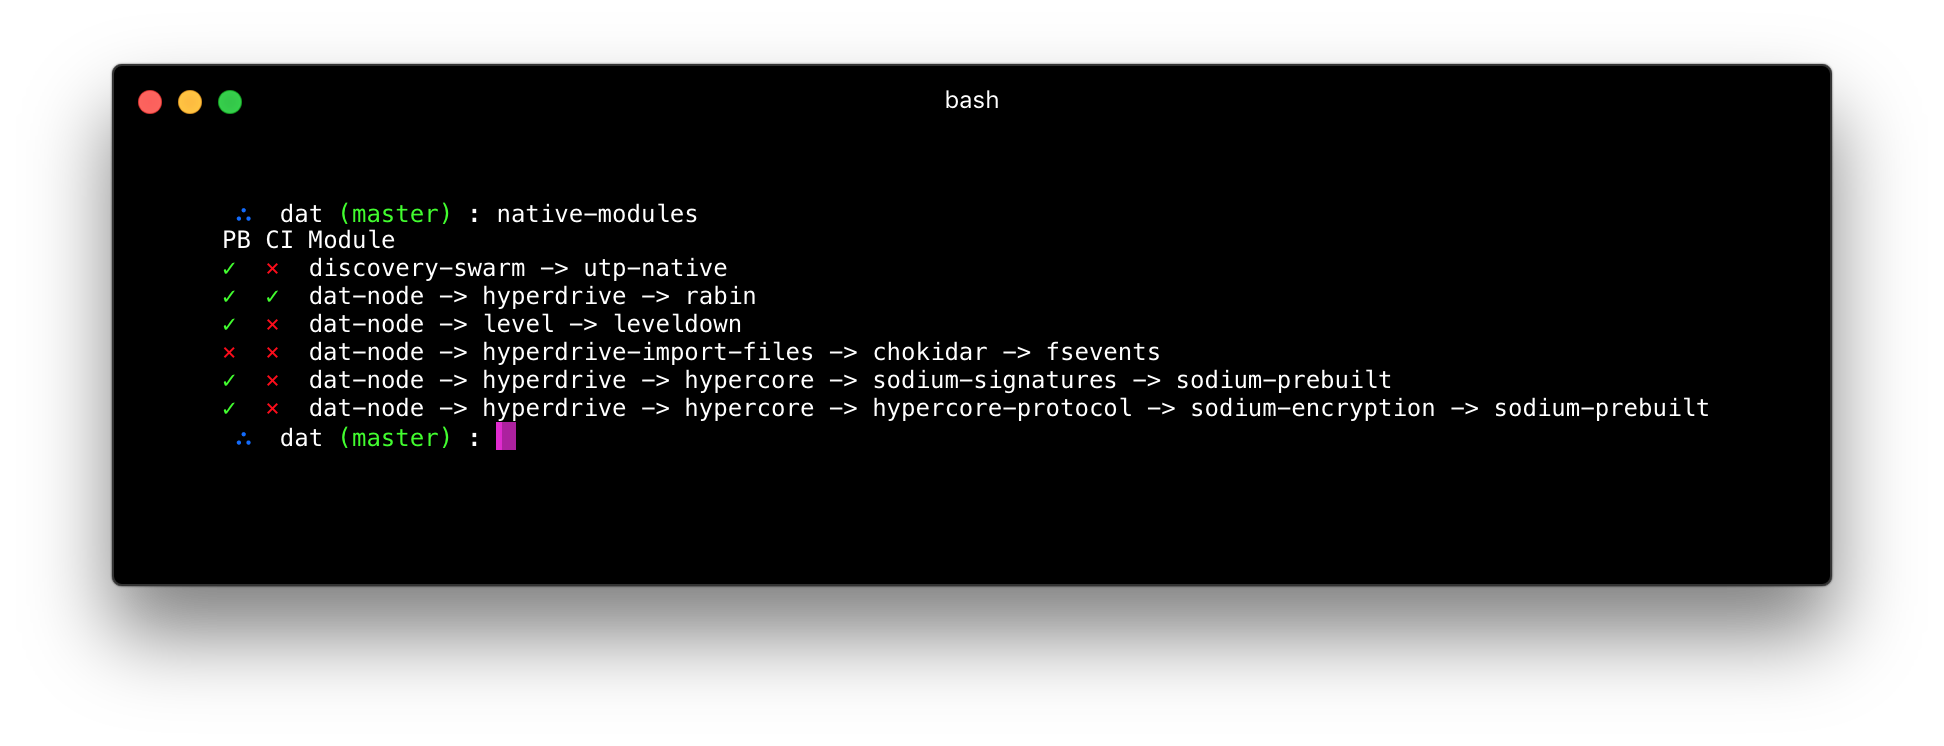 bash
∴ dat (master) : native-modules
PB CI Module
✓ ✕ discovery-swarm -> utp-native
✓ ✓ dat-node -> hyperdrive -> rabin
✓ ✕ dat-node -> level -> leveldown
✕ ✕ dat-node -> hyperdrive-import-files -> chokidar -> fsevents
✓ ✕ dat-node -> hyperdrive -> hypercore -> sodium-signatures -> sodium-prebuilt
✓ ✕ dat-node -> hyperdrive -> hypercore -> hypercore-protocol -> sodium-encryption -> sodium-prebuilt
∴ dat (master) :